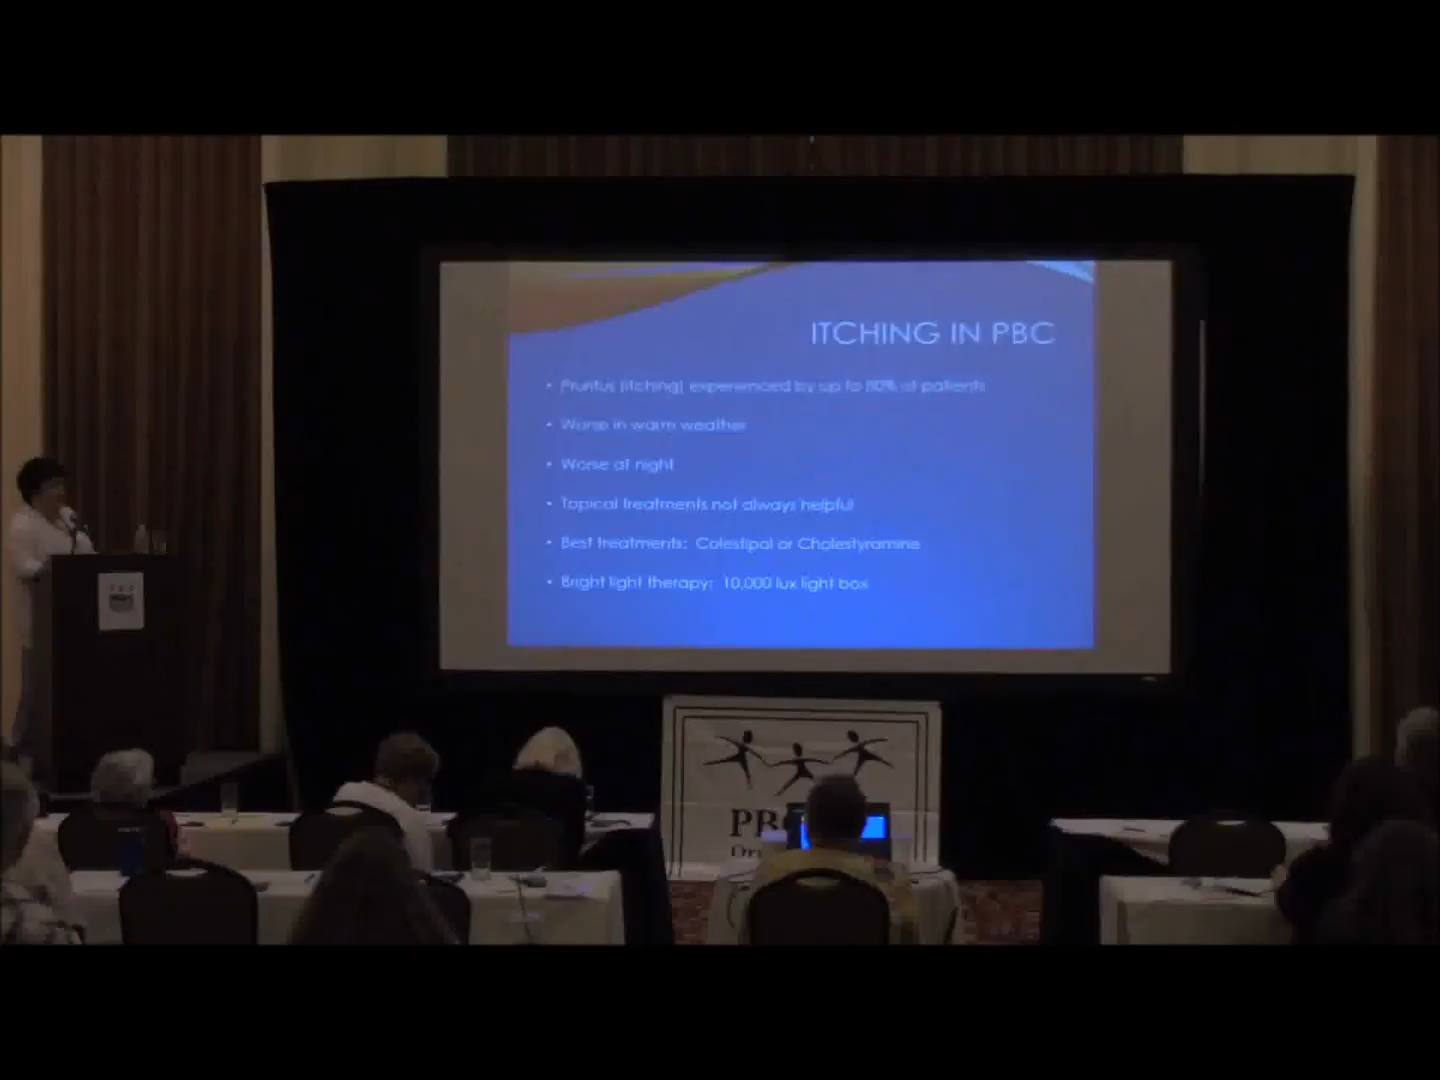 ITCHING IN PBC
• Pruritus (itching) experienced by up to 80% of patients
• Worse in warm weather
• Worse at night
• Topical treatments not always helpful
• Best treatments: Colestipol or Cholestyramine
• Bright light therapy: 10,000 lux light box